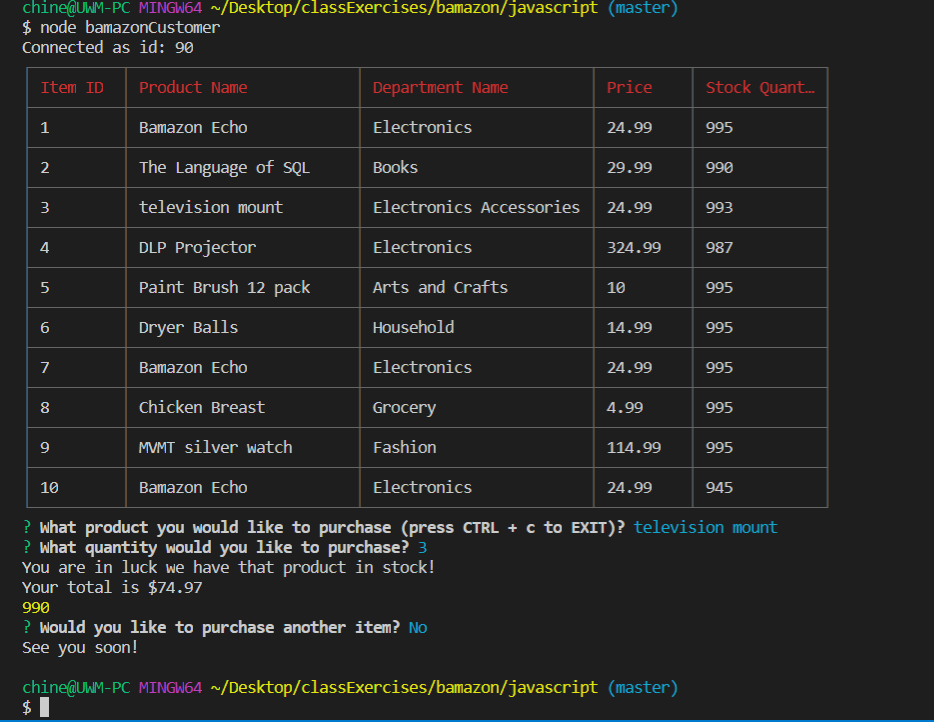 chine@UWM-PC MINGW64 ~/Desktop/classExercises/bamazon/javascript (master)
$ node bamazonCustomer
Connected as id: 90
Item ID Product Name Department Name Price Stock Quant…
1 Bamazon Echo Electronics 24.99 995
2 The Language of SQL Books 29.99 990
3 television mount Electronics Accessories 24.99 993
4 DLP Projector Electronics 324.99 987
5 Paint Brush 12 pack Arts and Crafts 10 995
6 Dryer Balls Household 14.99 995
7 Bamazon Echo Electronics 24.99 995
8 Chicken Breast Grocery 4.99 995
9 MVMT silver watch Fashion 114.99 995
10 Bamazon Echo Electronics 24.99 945
? What product you would like to purchase (press CTRL + c to EXIT)? television mount
? What quantity would you like to purchase? 3
You are in luck we have that product in stock!
Your total is $74.97
990
? Would you like to purchase another item? No
See you soon!
chine@UWM-PC MINGW64 ~/Desktop/classExercises/bamazon/javascript (master)
$